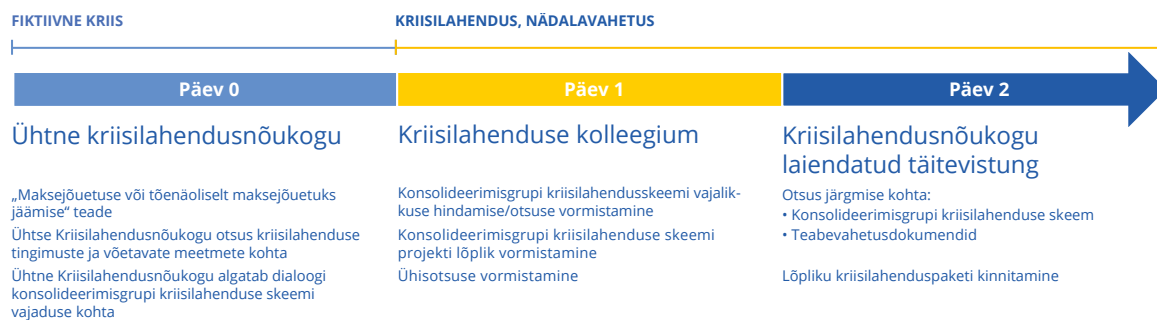 FIKTIIVNE KRIIS
KRIISILAHENDUS, NÄDALAVAHETUS
Päev 0
Päev 1
Päev 2
Ühtne kriisilahendusnõukogu
„Maksejõuetuse või tõenäoliselt maksejõuetuks
jäämise“ teade
Ühtse Kriisilahendusnõukogu otsus kriisilahenduse
tingimuste ja võetavate meetmete kohta
Ühtne Kriisilahendusnõukogu algatab dialoogi
konsolideerimisgrupi kriisilahenduse skeemi
vajaduse kohta
Kriisilahenduse kolleegium
Konsolideerimisgrupi kriisilahendusskeemi vajalik-
kuse hindamise/otsuse vormistamine
Konsolideerimisgrupi kriisilahenduse skeemi
projekti lõplik vormistamine
Ühisotsuse vormistamine
Kriisilahendusnõukogu
laiendatud täitevistung
Otsus järgmise kohta:
• Konsolideerimisgrupi kriisilahenduse skeem
• Teabevahetusdokumendid
Lõpliku kriisilahenduspaketi kinnitamine